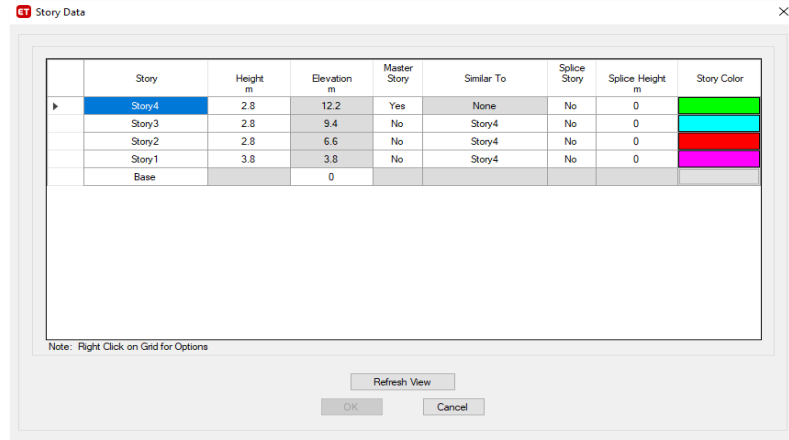 ET Story Data
Story Height m Elevation m Master Story Similar To Splice Story Splice Height m Story Color
Story4 2.8 12.2 Yes None No 0
Story3 2.8 9.4 No Story4 No 0
Story2 2.8 6.6 No Story4 No 0
Story1 3.8 3.8 No Story4 No 0
Base 0
Note: Right Click on Grid for Options
Refresh View
OK Cancel